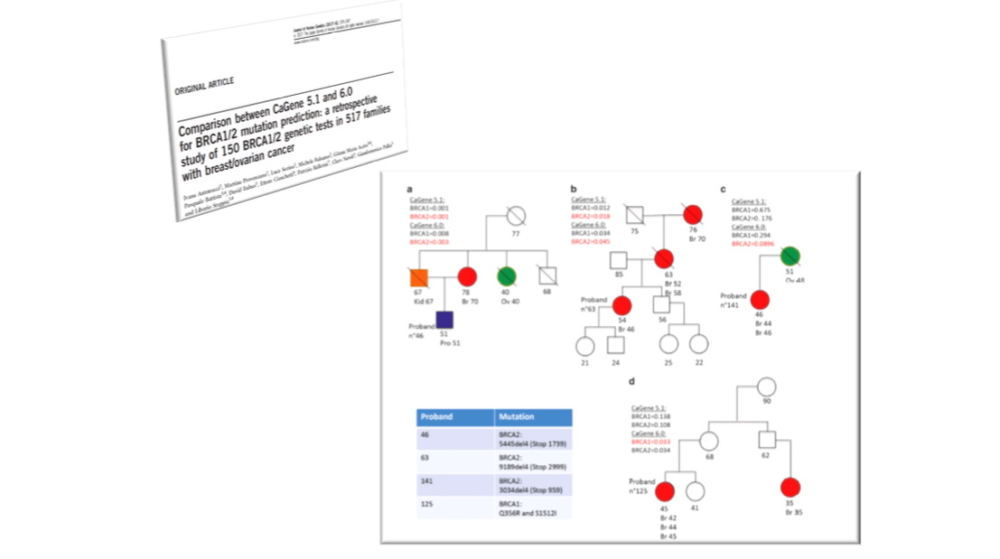 ORIGINAL ARTICLE
Comparison between CaGene 5.1 and 6.0
for BRCA1/2 mutation prediction: a retrospective
study of 150 BRCA1/2 genetic tests in 517 families
with breast/ovarian cancer
a
CaGene 5.1:
BRCA1=0.001
BRCA2=0.001
CaGene 6.0:
BRCA1=0.008
BRCA2=0.003
77
67
Kid 67
78
Br 70
40
Ov 40
68
Proband
n°46
51
Pro 51
b
CaGene 5.1:
BRCA1=0.012
BRCA2=0.018
CaGene 6.0:
BRCA1=0.034
BRCA2=0.045
75
76
Br 70
85
63
Br 52
Br 58
Proband
n°63
54
Br 46
56
21
24
25
22
c
CaGene 5.1:
BRCA1=0.675
BRCA2=0. 176
CaGene 6.0:
BRCA1=0.294
BRCA2=0.0896
51
Ov 48
Proband
n°141
46
Br 44
Br 46
d
CaGene 5.1:
BRCA1=0.138
BRCA2=0.108
CaGene 6.0:
BRCA1=0.033
BRCA2=0.034
90
68
62
Proband
n°125
45
Br 42
Br 44
Br 45
41
35
Br 35
Proband Mutation
46 BRCA2:
5445del4 (Stop 1739)
63 BRCA2:
9189del4 (Stop 2999)
141 BRCA2:
3034del4 (Stop 959)
125 BRCA1:
Q356R and S1512I